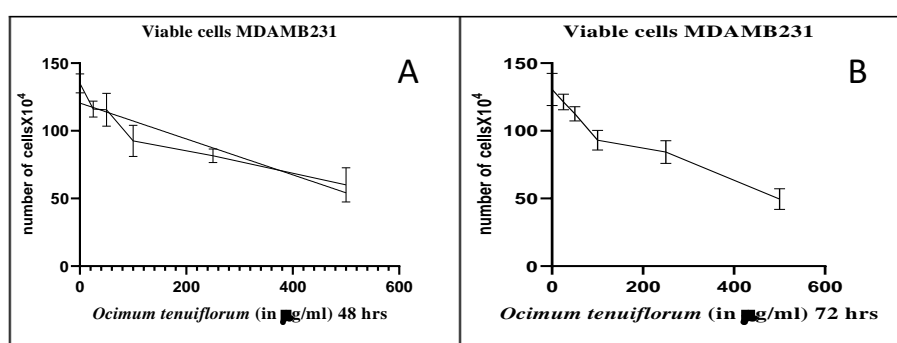 Viable cells MDAMB231
A
number of cellsX10⁴
150
100
50
0
0 200 400 600
Ocimum tenuiflorum (in µg/ml) 48 hrs
Viable cells MDAMB231
B
number of cellsX10⁴
150
100
50
0
0 200 400 600
Ocimum tenuiflorum (in µg/ml) 72 hrs